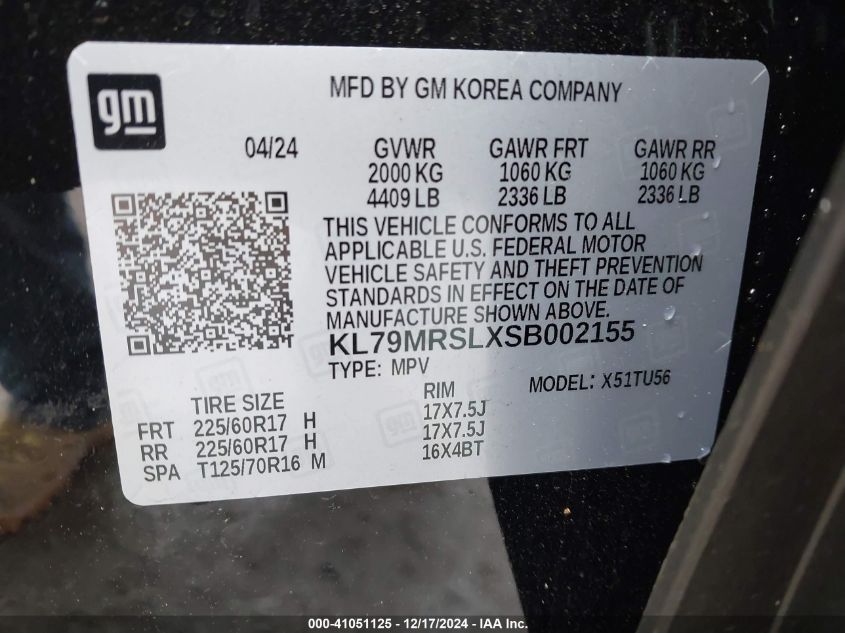 gm
MFD BY GM KOREA COMPANY
04/24 GVWR GAWR FRT GAWR RR
2000 KG 1060 KG 1060 KG
4409 LB 2336 LB 2336 LB
THIS VEHICLE CONFORMS TO ALL
APPLICABLE U.S. FEDERAL MOTOR
VEHICLE SAFETY AND THEFT PREVENTION
STANDARDS IN EFFECT ON THE DATE OF
MANUFACTURE SHOWN ABOVE.
KL79MRSLXSB002155
TYPE: MPV MODEL: X51TU56
TIRE SIZE RIM
FRT 225/60R17 H 17X7.5J
RR 225/60R17 H 17X7.5J
SPA T125/70R16 M 16X4BT
000-41051125 - 12/17/2024 - IAA Inc.